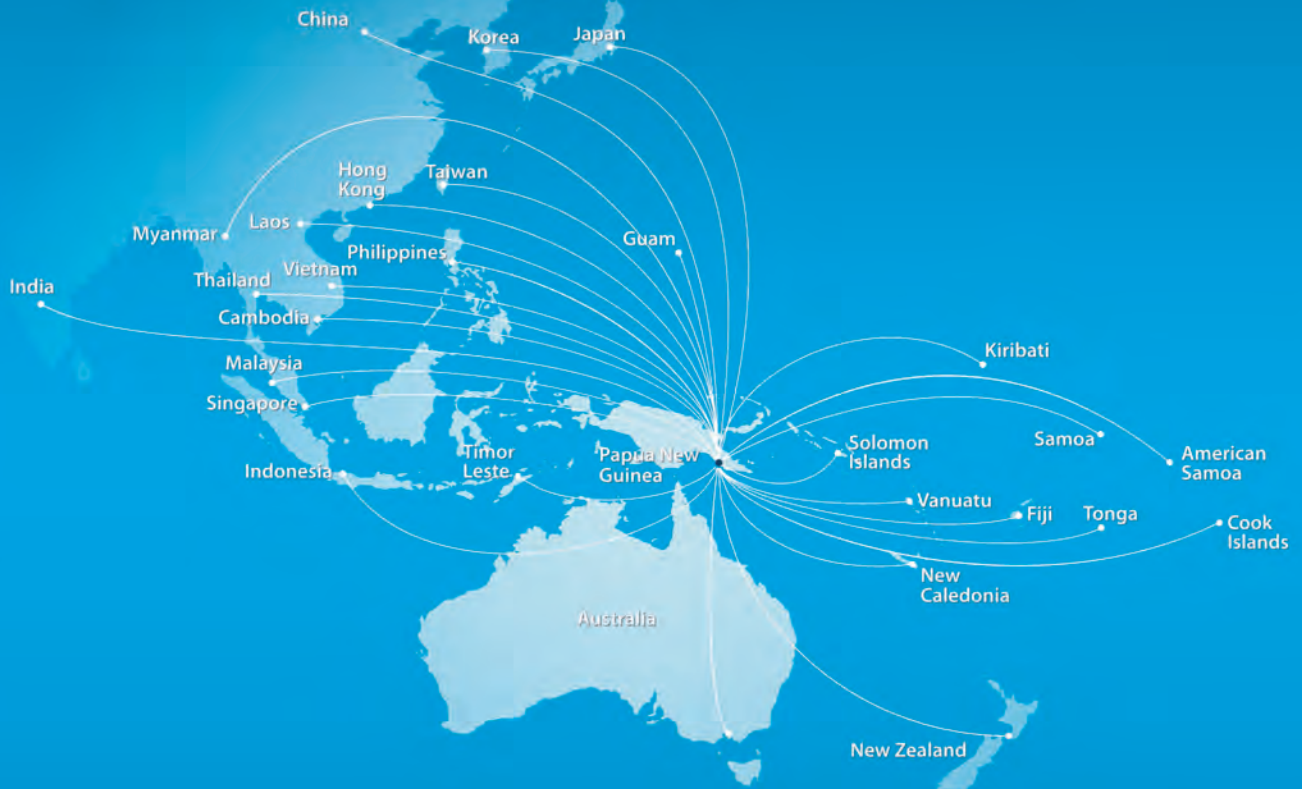 China
Korea
Japan
Hong
Kong
Taiwan
Laos
Myanmar
Guam
Philippines
Vietnam
Thailand
India
Cambodia
Malaysia
Kiribati
Singapore
Samoa
Solomon
Islands
American
Samoa
Timor
Leste
Papua New
Guinea
Indonesia
Vanuatu
Fiji
Tonga
Cook
Islands
New
Caledonia
Australia
New Zealand